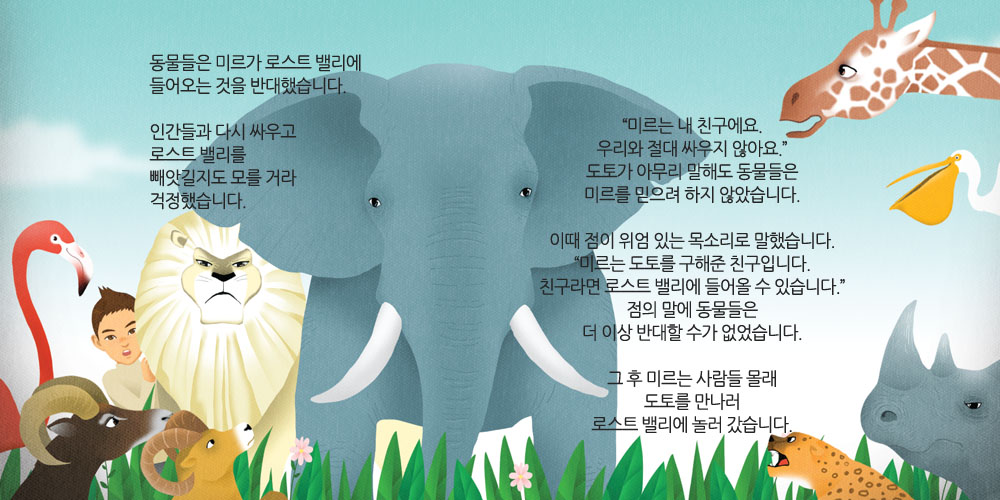 동물들은 미르가 로스트 밸리에
들어오는 것을 반대했습니다.
인간들과 다시 싸우고
로스트 밸리를
빼앗길지도 모를 거라
걱정했습니다.
“미르는 내 친구에요.
우리와 절대 싸우지 않아요.”
도토가 아무리 말해도 동물들은
미르를 믿으려 하지 않았습니다.
이때 점이 위엄 있는 목소리로 말했습니다.
“미르는 도토를 구해준 친구입니다.
친구라면 로스트 밸리에 들어올 수 있습니다.”
점의 말에 동물들은
더 이상 반대할 수가 없었습니다.
그 후 미르는 사람들 몰래
도토를 만나러
로스트 밸리에 놀러 갔습니다.